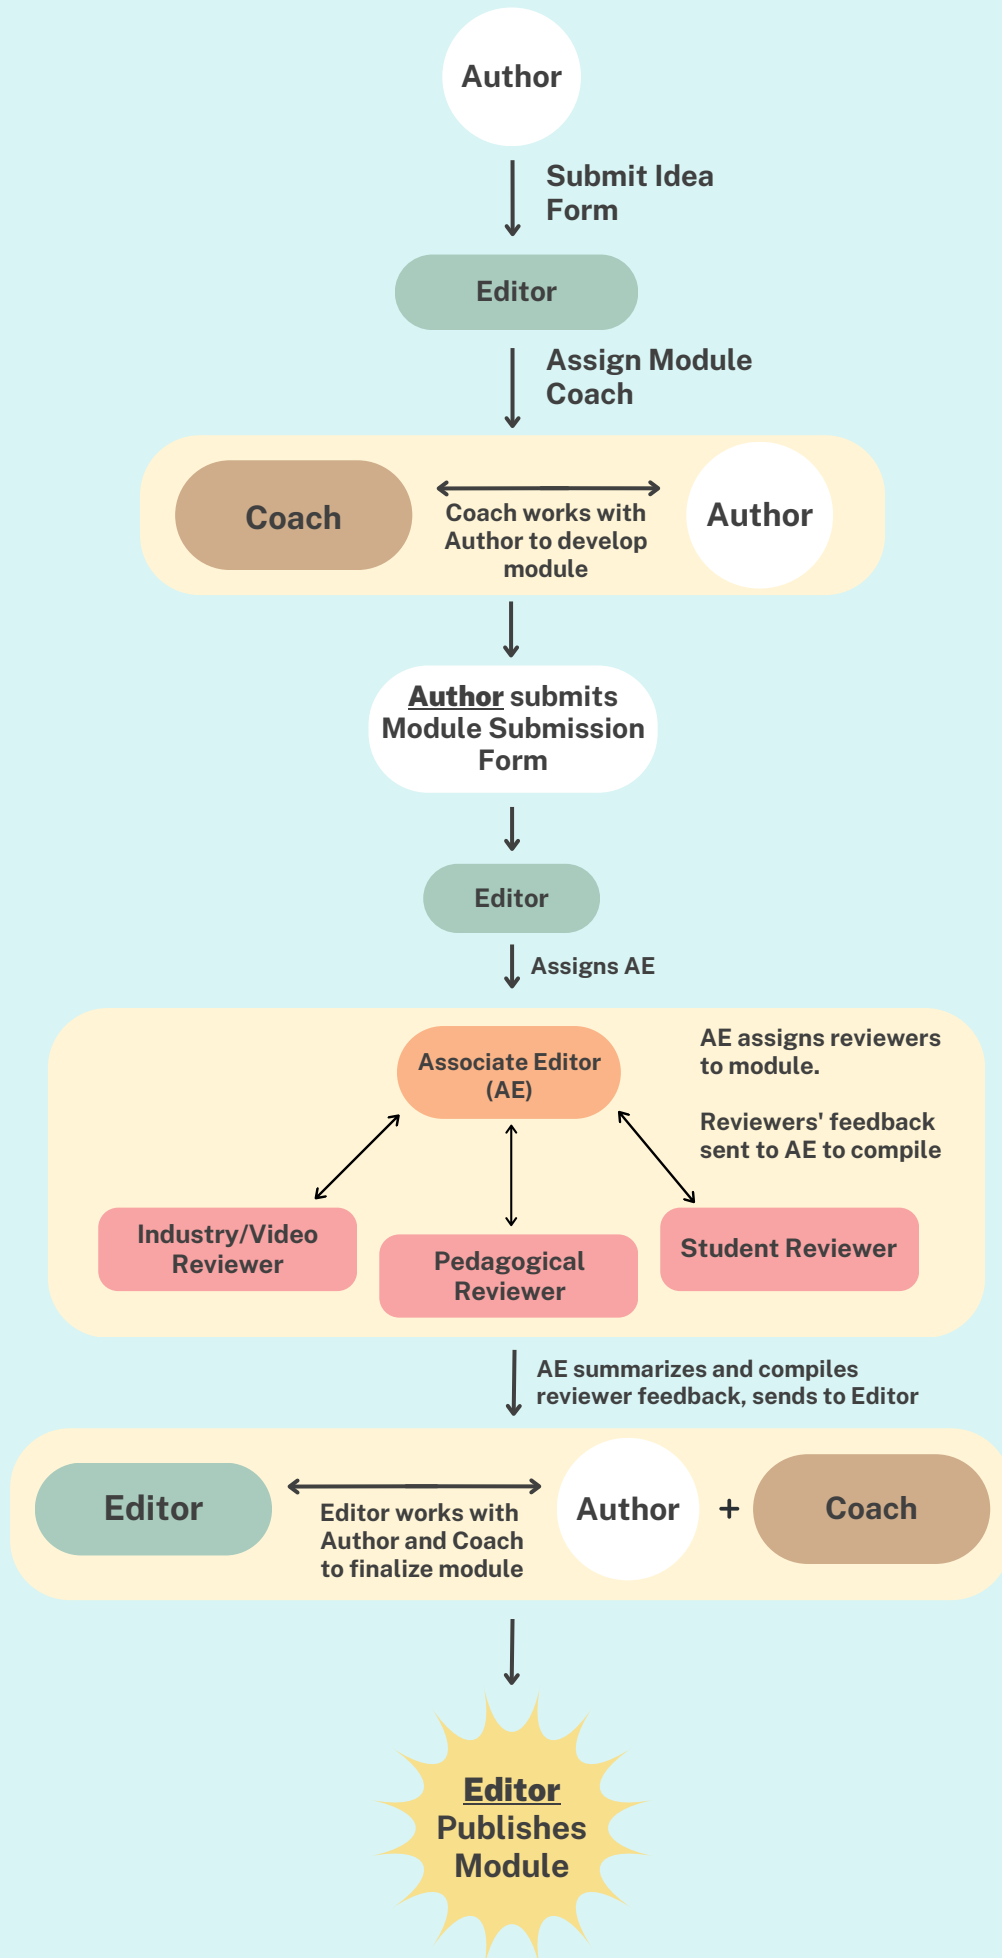 Author
Submit Idea
Form
Editor
Assign Module
Coach
Coach
Coach works with
Author to develop
module
Author
Author submits
Module Submission
Form
Editor
Assigns AE
Associate Editor
(AE)
AE assigns reviewers
to module.
Reviewers' feedback
sent to AE to compile
Industry/Video
Reviewer
Pedagogical
Reviewer
Student Reviewer
AE summarizes and compiles
reviewer feedback, sends to Editor
Editor
Editor works with
Author and Coach
to finalize module
Author
+
Coach
Editor
Publishes
Module